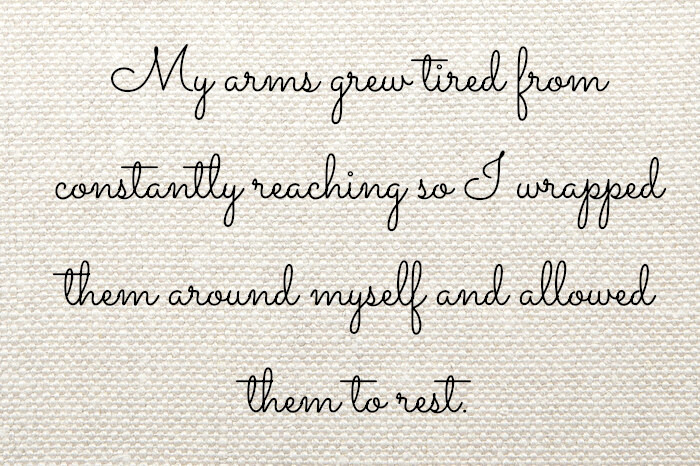 My arms grew tired from
constantly reaching so I wrapped
them around myself and allowed
them to rest.